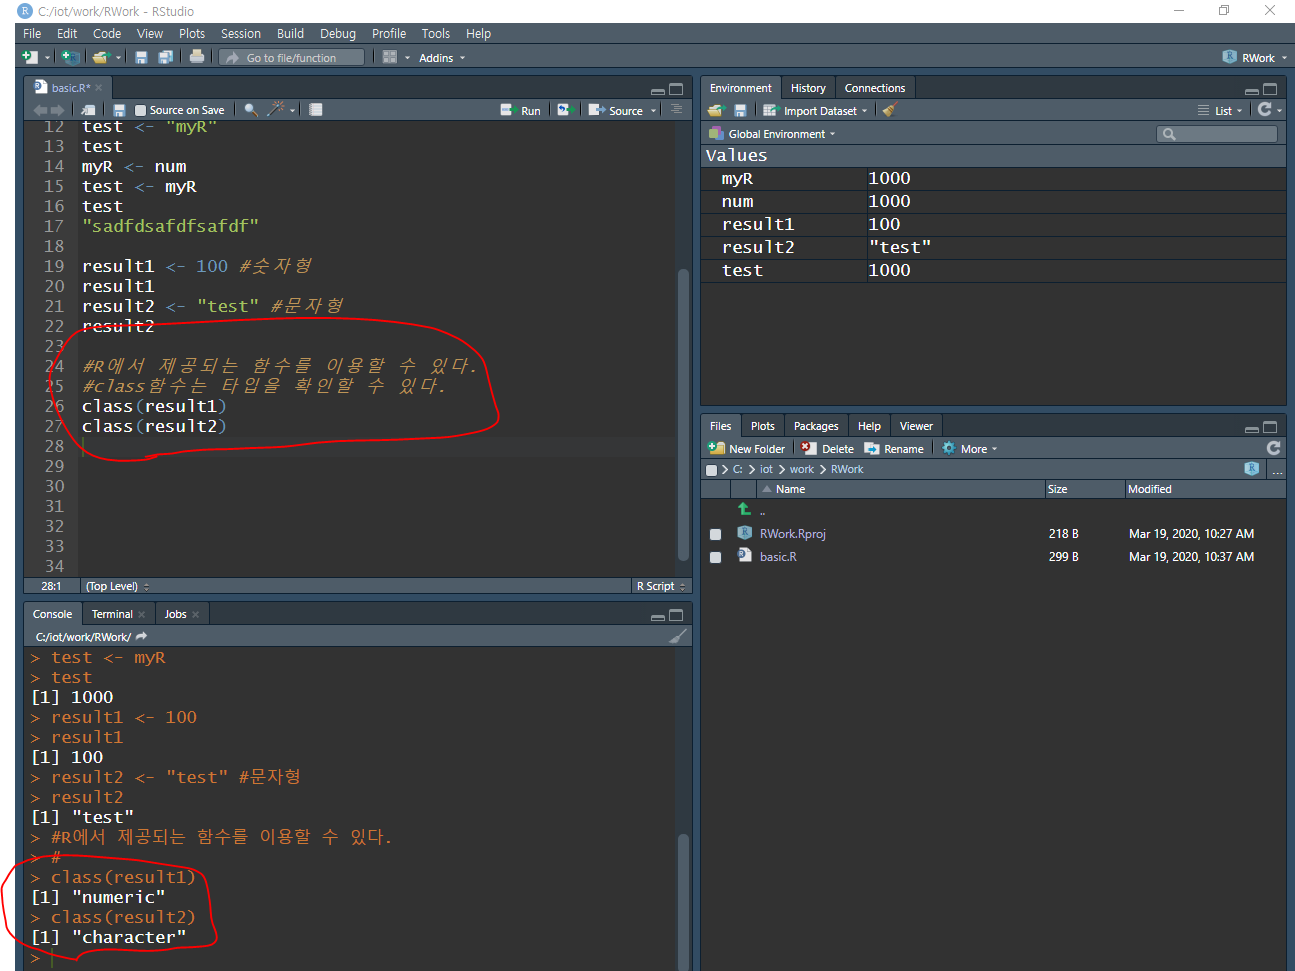 C:/iot/work/RWork - RStudio
File Edit Code View Plots Session Build Debug Profile Tools Help
Go to file/function Addins RWork
basic.R*
Source on Save Run Source
12 test <- "myR"
13 test
14 myR <- num
15 test <- myR
16 test
17 "sadfdsafdfsafdf"
18
19 result1 <- 100 #숫자형
20 result1
21 result2 <- "test" #문자형
22 result2
23
24 #R에서 제공되는 함수를 이용할 수 있다.
25 #class함수는 타입을 확인할 수 있다.
26 class(result1)
27 class(result2)
28
29
30
31
32
33
34
28:1 (Top Level) R Script
Console Terminal Jobs
C:/iot/work/RWork/
> test <- myR
> test
[1] 1000
> result1 <- 100
> result1
[1] 100
> result2 <- "test" #문자형
> result2
[1] "test"
> #R에서 제공되는 함수를 이용할 수 있다.
> #
> class(result1)
[1] "numeric"
> class(result2)
[1] "character"
>
Environment History Connections
Import Dataset List
Global Environment
Values
myR 1000
num 1000
result1 100
result2 "test"
test 1000
Files Plots Packages Help Viewer
New Folder Delete Rename More
C: > iot > work > RWork ...
Name Size Modified
..
RWork.Rproj 218 B Mar 19, 2020, 10:27 AM
basic.R 299 B Mar 19, 2020, 10:37 AM